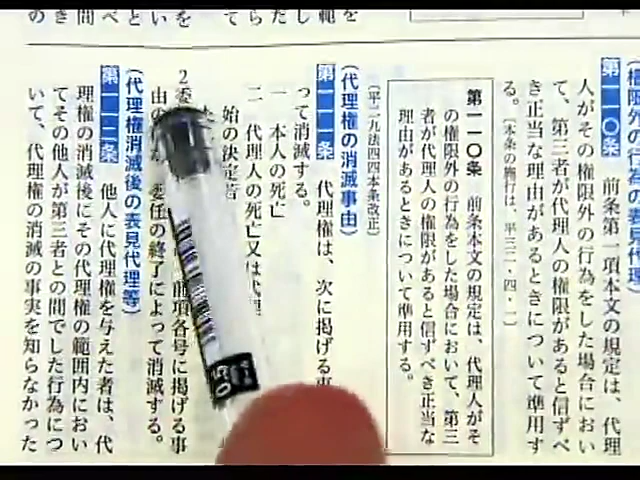 (権限外の行為の表見代理)
第一一〇条　前条第一項本文の規定は、代理
人がその権限外の行為をした場合におい
て、第三者が代理人の権限があると信ずべ
き正当な理由があるときについて準用す
る。〔本条の施行は、平三二・四・一〕
第一一〇条　前条本文の規定は、代理人がそ
の権限外の行為をした場合において、第三
者が代理人の権限があると信ずべき正当な
理由があるときについて準用する。
〔平二九法四四本条改正〕
(代理権の消滅事由)
第一一一条　代理権は、次に掲げる事
って消滅する。
一　本人の死亡
二　代理人の死亡又は代理
始の決定
2　委
前項各号に掲げる事
由の　委任の終了によって消滅する。
(代理権消滅後の表見代理等)
第一一二条　他人に代理権を与えた者は、代
理権の消滅後にその代理権の範囲内におい
てその他人が第三者との間でした行為につ
いて、代理権の消滅の事実を知らなかった